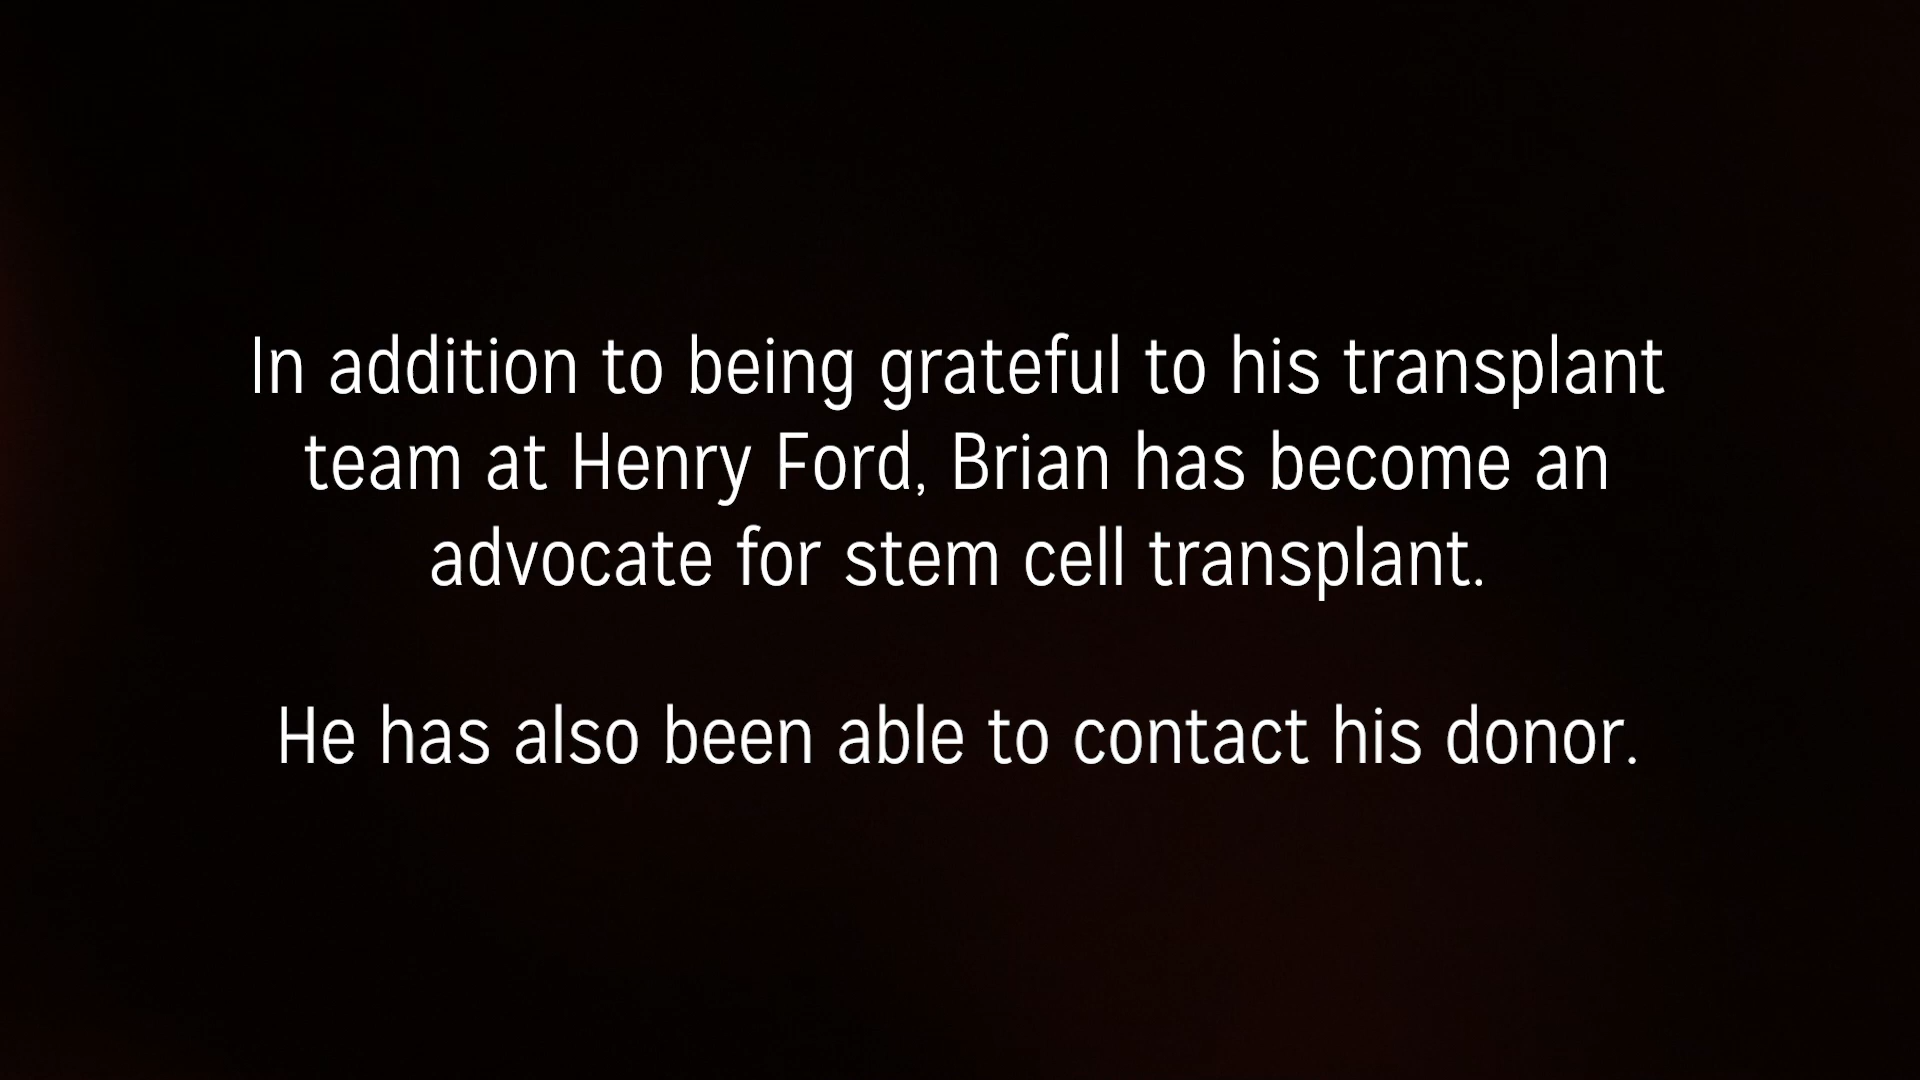 In addition to being grateful to his transplant
team at Henry Ford, Brian has become an
advocate for stem cell transplant.
He has also been able to contact his donor.